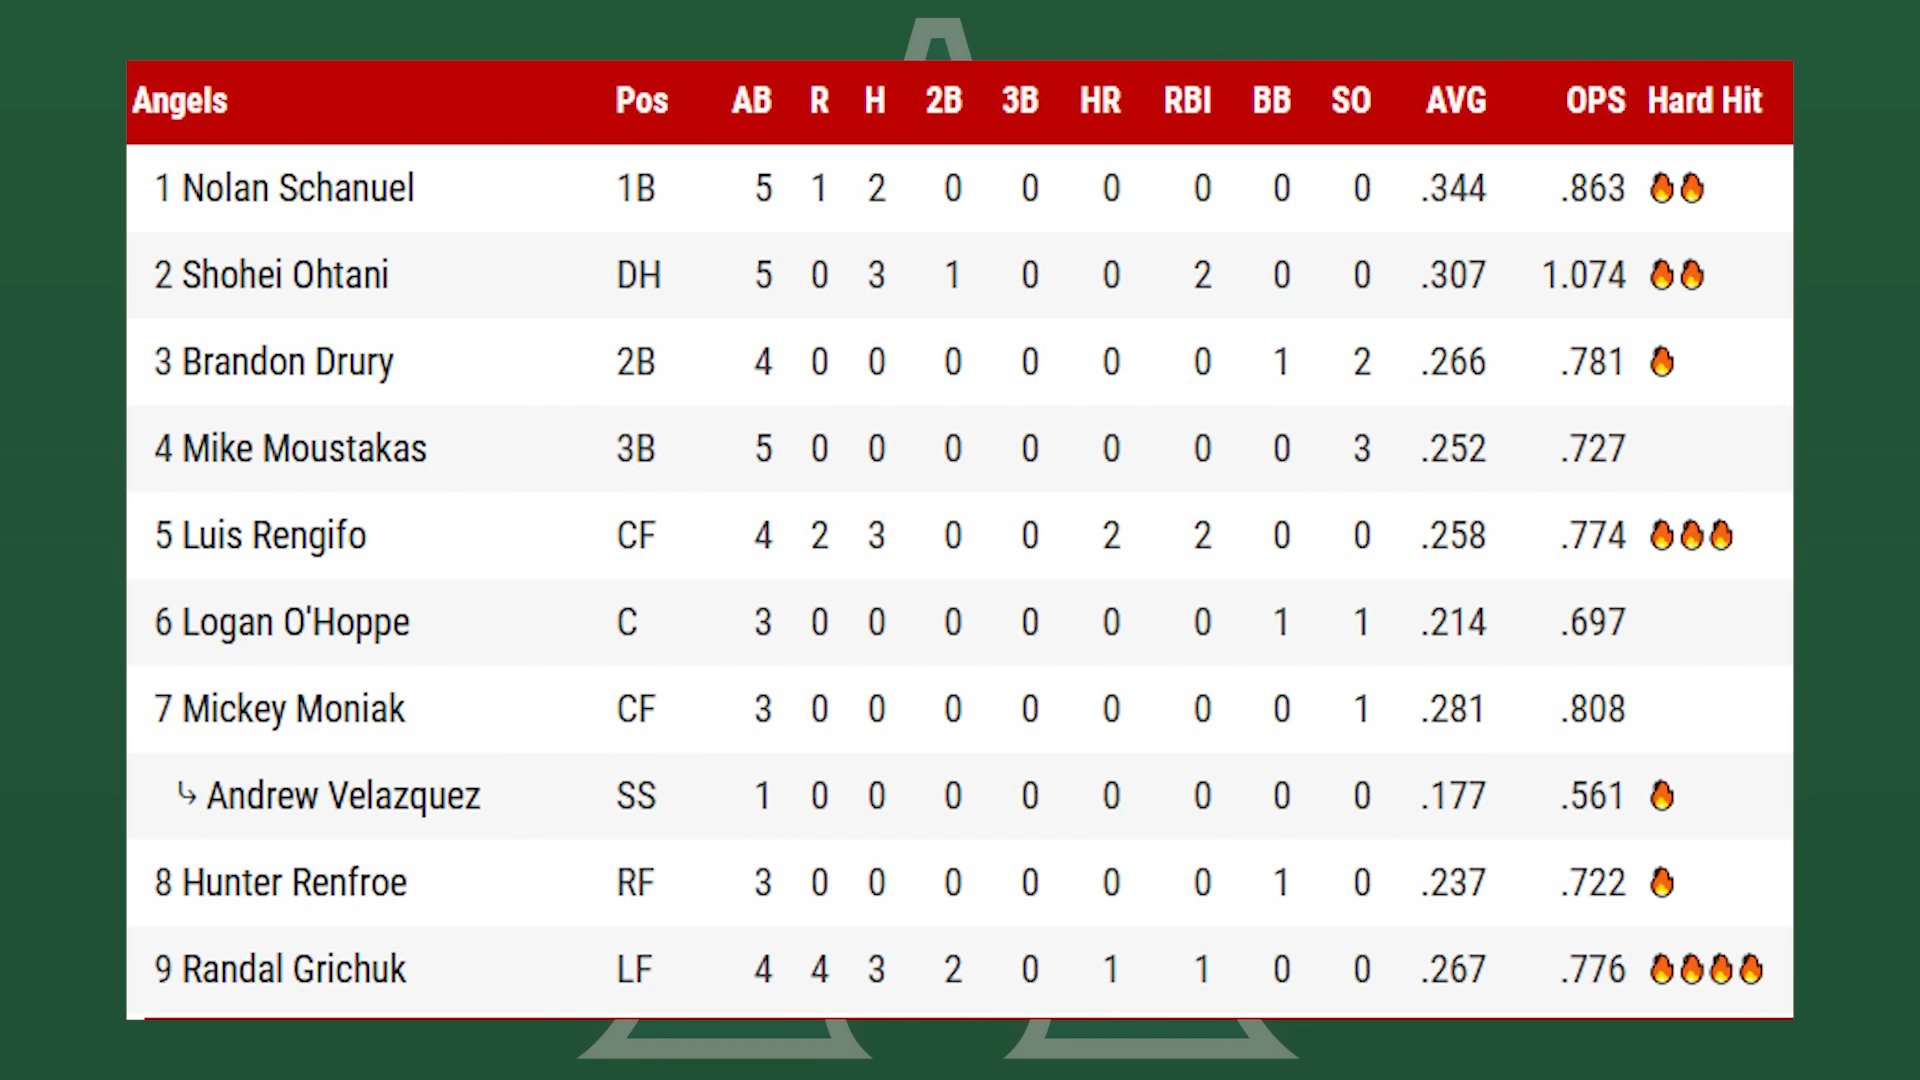 Angels Pos AB R H 2B 3B HR RBI BB SO AVG OPS Hard Hit
1 Nolan Schanuel 1B 5 1 2 0 0 0 0 0 0 .344 .863
2 Shohei Ohtani DH 5 0 3 1 0 0 2 0 0 .307 1.074
3 Brandon Drury 2B 4 0 0 0 0 0 0 1 2 .266 .781
4 Mike Moustakas 3B 5 0 0 0 0 0 0 0 3 .252 .727
5 Luis Rengifo CF 4 2 3 0 0 2 2 0 0 .258 .774
6 Logan O'Hoppe C 3 0 0 0 0 0 0 1 1 .214 .697
7 Mickey Moniak CF 3 0 0 0 0 0 0 0 1 .281 .808
Andrew Velazquez SS 1 0 0 0 0 0 0 0 0 .177 .561
8 Hunter Renfroe RF 3 0 0 0 0 0 0 1 0 .237 .722
9 Randal Grichuk LF 4 4 3 2 0 1 1 0 0 .267 .776